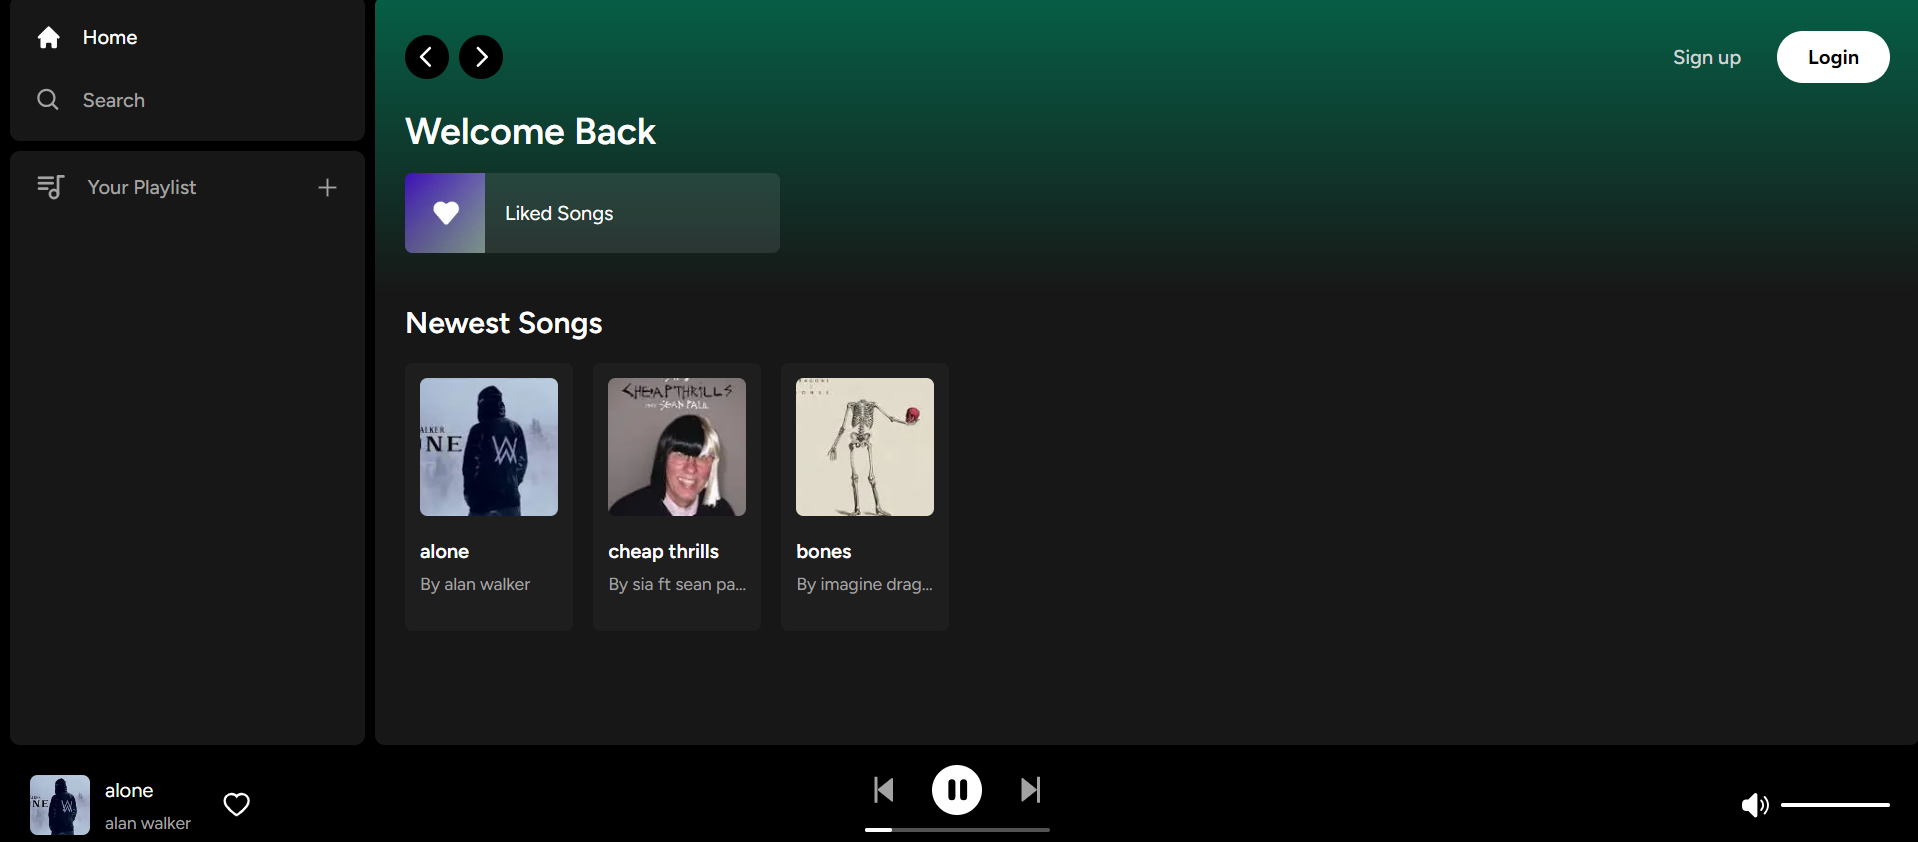 Home
Search
Your Playlist
Sign up
Login
Welcome Back
Liked Songs
Newest Songs
ALKER
NE
CHEAP THRILLS
SEAN PAUL
alone
By alan walker
cheap thrills
By sia ft sean pa...
bones
By imagine drag...
alone
alan walker
NE